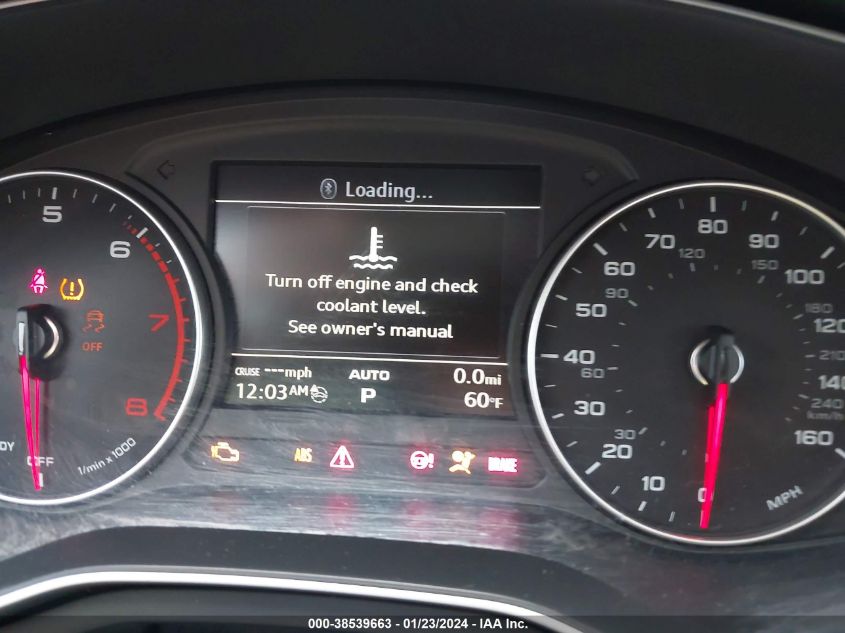 Loading...
Turn off engine and check
coolant level.
See owner's manual
CRUISE ---mph AUTO 0.0mi
12:03AM P 60°F
5
6
7
8
OFF
DY OFF
1/min x 1000
ABS
BRAKE
0
10
20
30
40
50
60
70
80
90
100
120
140
160
30
60
90
120
150
180
210
240
km/h
MPH
000-38539663 - 01/23/2024 - IAA Inc.